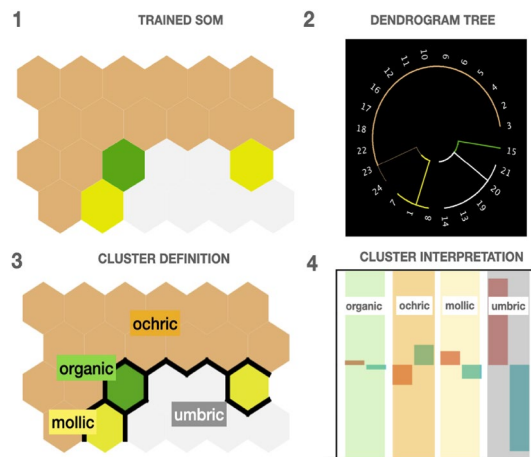 1
TRAINED SOM
2
DENDROGRAM TREE
3
2
4
5
6
9
10
11
12
16
17
18
22
23
24
7
1
8
14
13
19
20
21
15
3
CLUSTER DEFINITION
ochric
organic
mollic
umbric
4
CLUSTER INTERPRETATION
organic
ochric
mollic
umbric